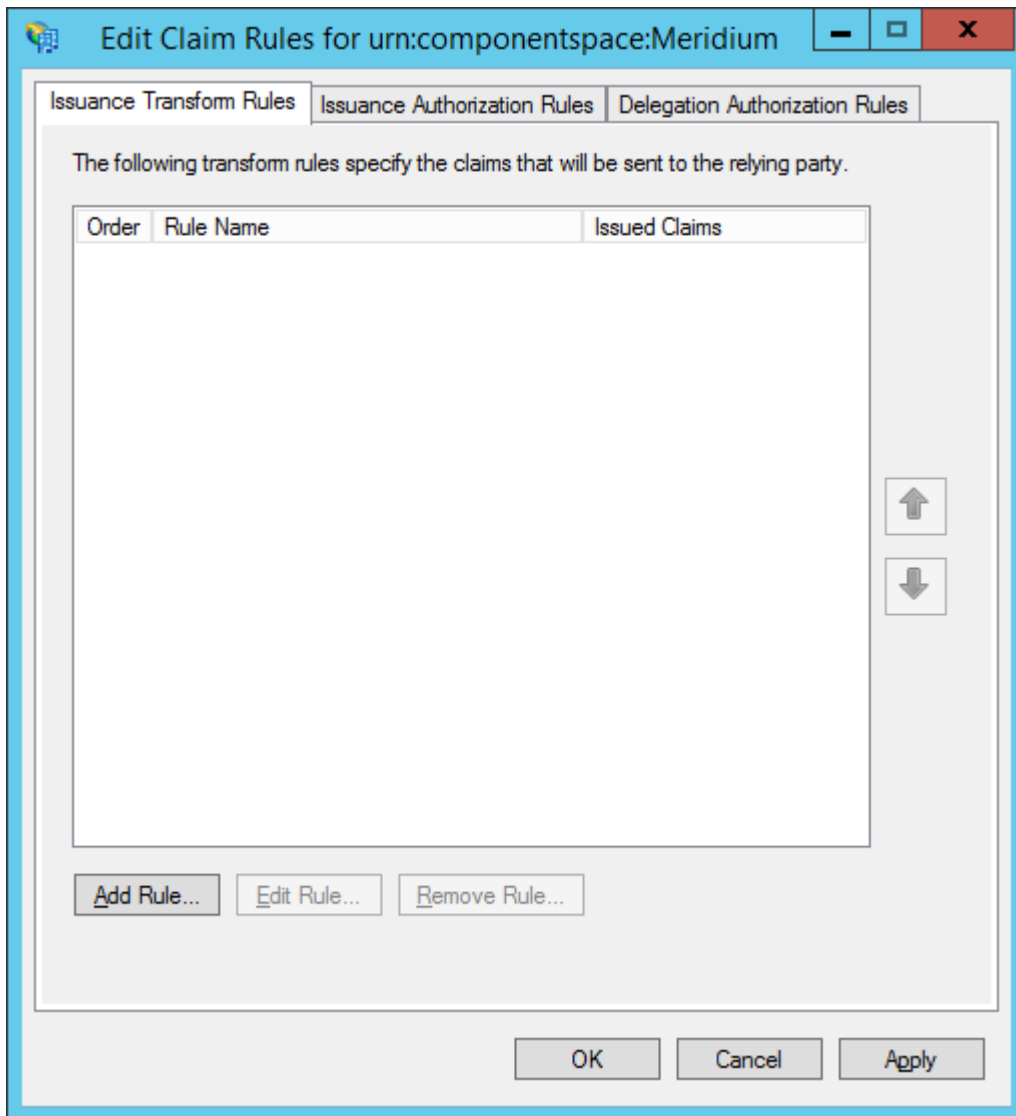 Edit Claim Rules for urn:componentspace:Meridium
Issuance Transform Rules Issuance Authorization Rules Delegation Authorization Rules
The following transform rules specify the claims that will be sent to the relying party.
Order Rule Name Issued Claims
Add Rule... Edit Rule... Remove Rule...
OK Cancel Apply